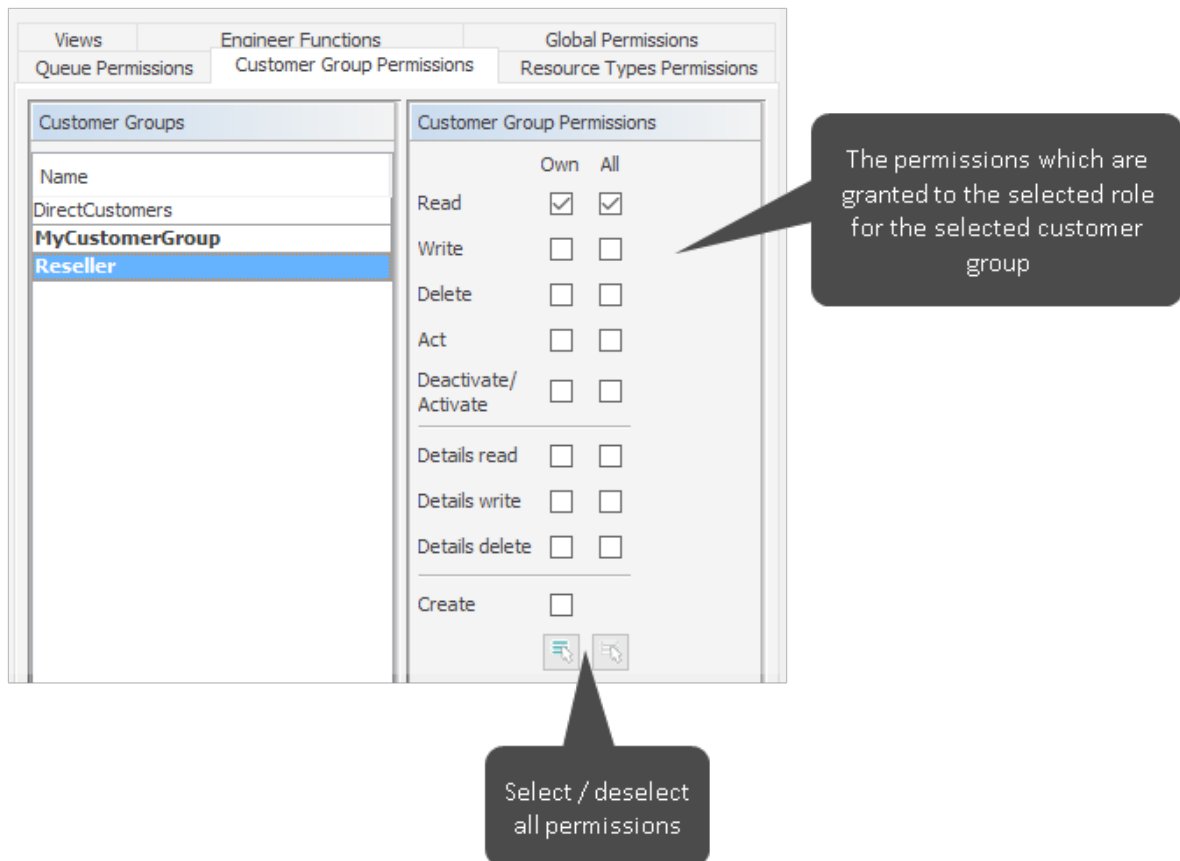 Views Engineer Functions Global Permissions
Queue Permissions Customer Group Permissions Resource Types Permissions
Customer Groups
Name
DirectCustomers
MyCustomerGroup
Reseller
Customer Group Permissions
Own All
Read
Write
Delete
Act
Deactivate/
Activate
Details read
Details write
Details delete
Create
The permissions which are
granted to the selected role
for the selected customer
group
Select / deselect
all permissions